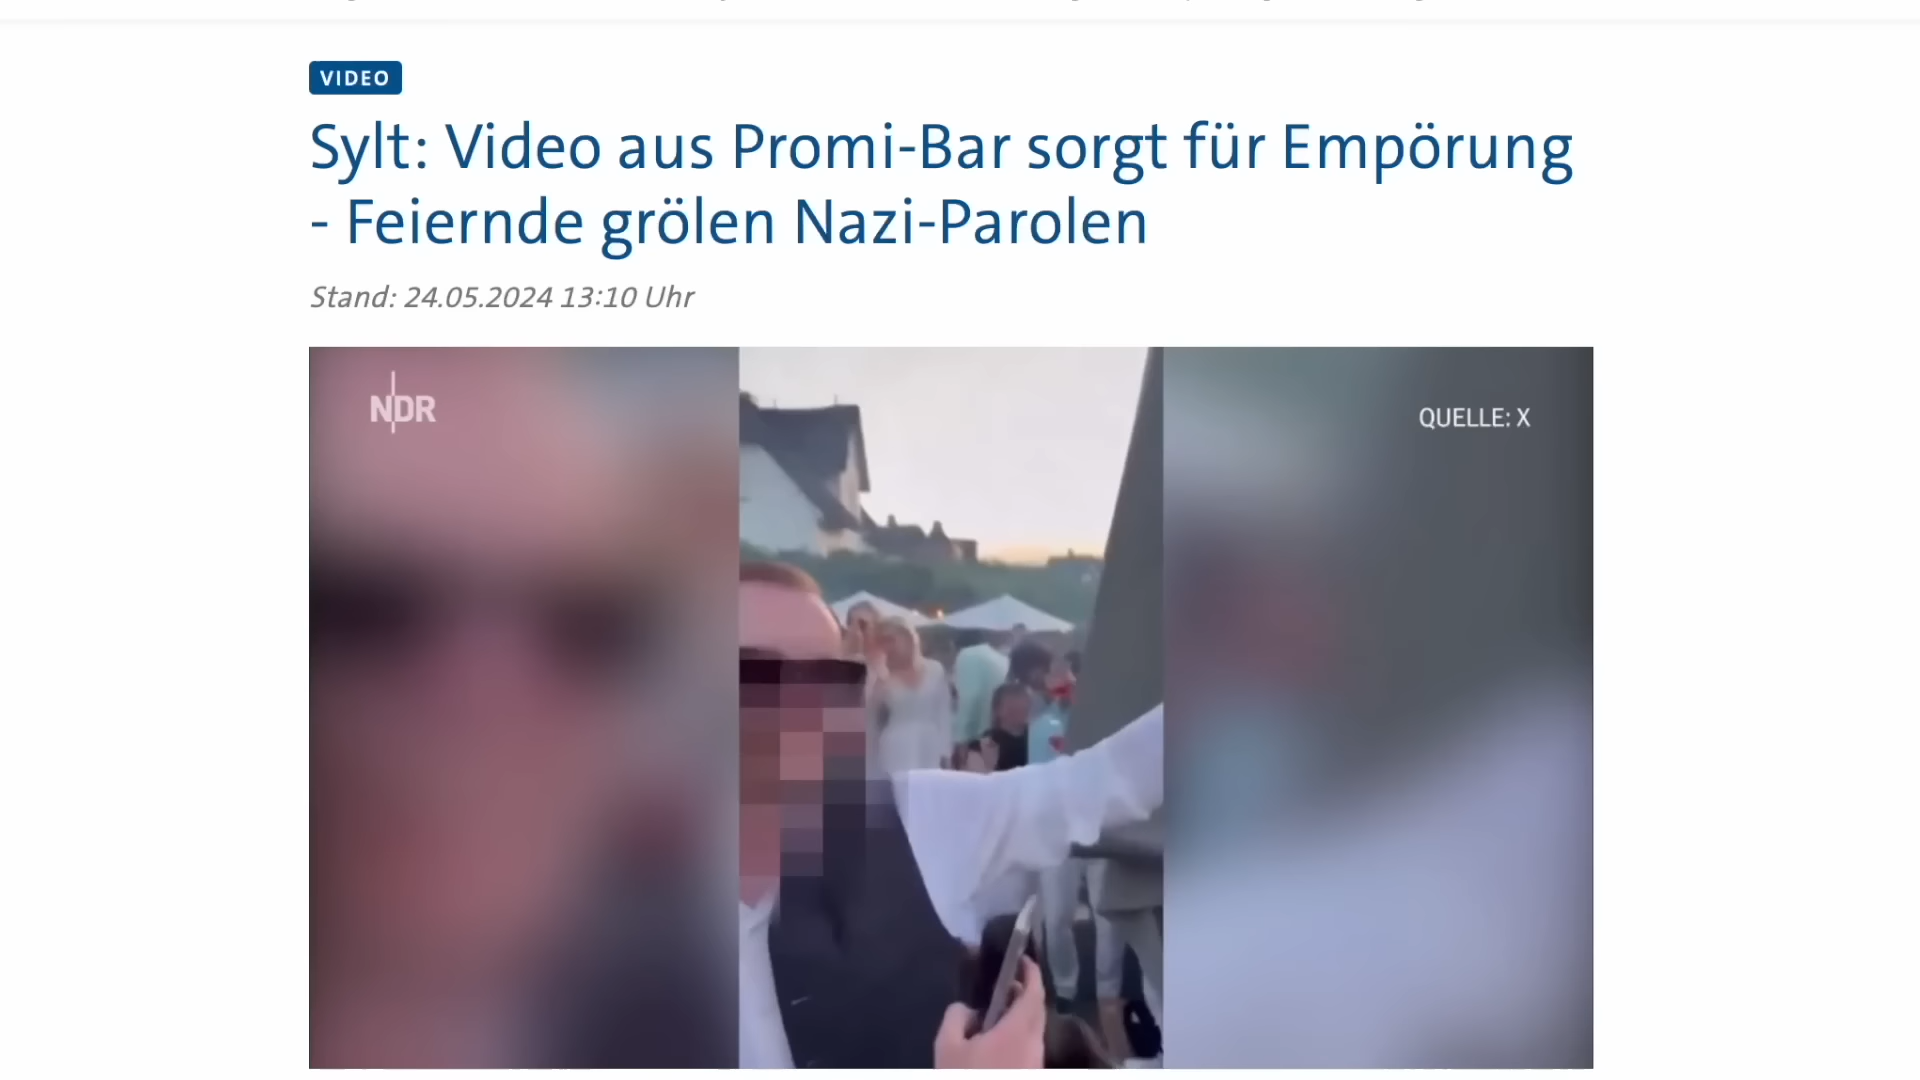 VIDEO
Sylt: Video aus Promi-Bar sorgt für Empörung
- Feiernde grölen Nazi-Parolen
Stand: 24.05.2024 13:10 Uhr
NDR
QUELLE: X